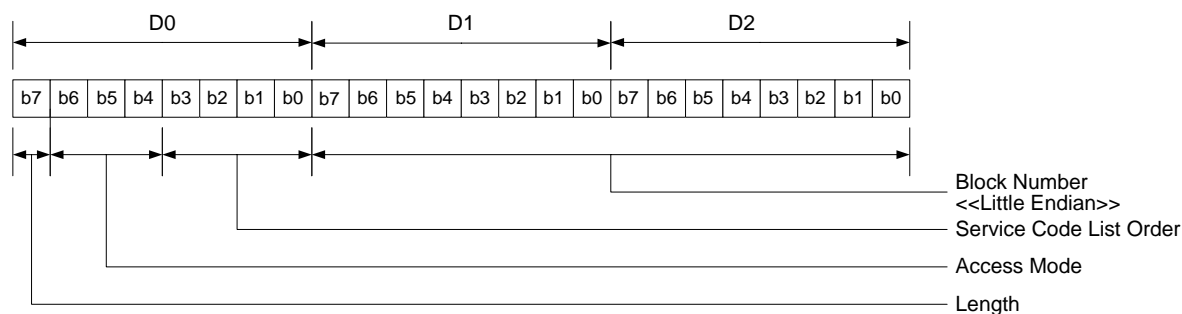 D0 D1 D2
b7 b6 b5 b4 b3 b2 b1 b0 b7 b6 b5 b4 b3 b2 b1 b0 b7 b6 b5 b4 b3 b2 b1 b0
Block Number
<<Little Endian>>
Service Code List Order
Access Mode
Length